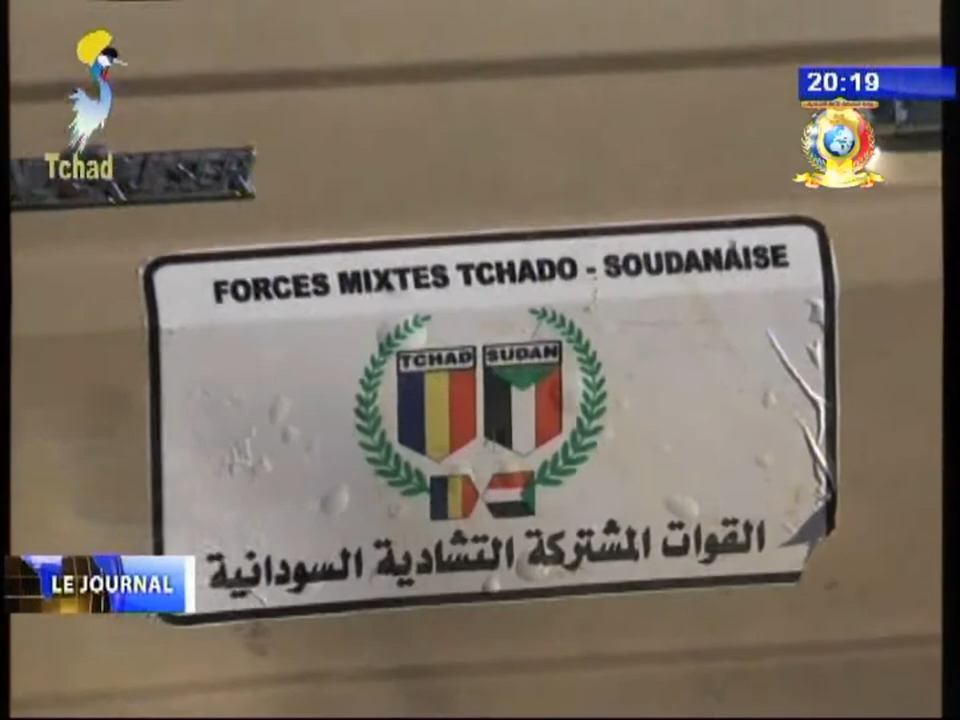 20:19
Tchad
FORCES MIXTES TCHADO - SOUDANAISE
TCHAD SUDAN
القوات المشتركة التشادية السودانية
LE JOURNAL